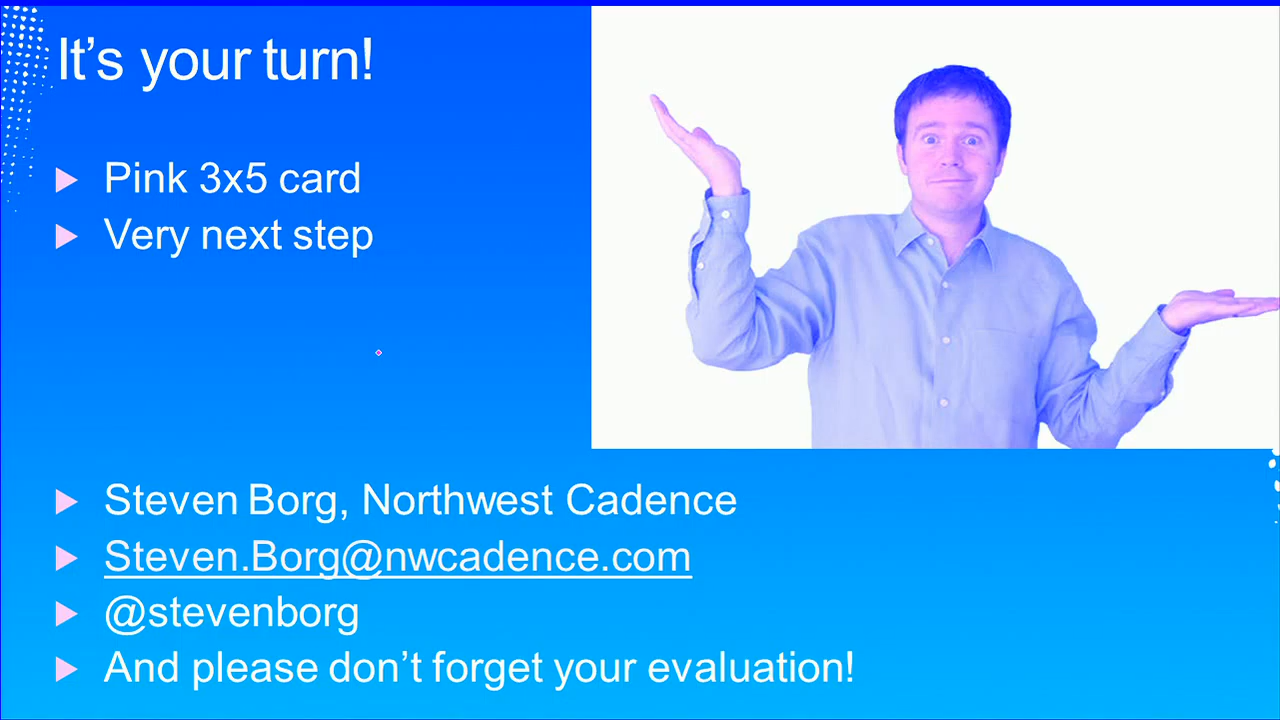 It’s your turn!
Pink 3x5 card
Very next step
Steven Borg, Northwest Cadence
Steven.Borg@nwcadence.com
@stevenborg
And please don’t forget your evaluation!